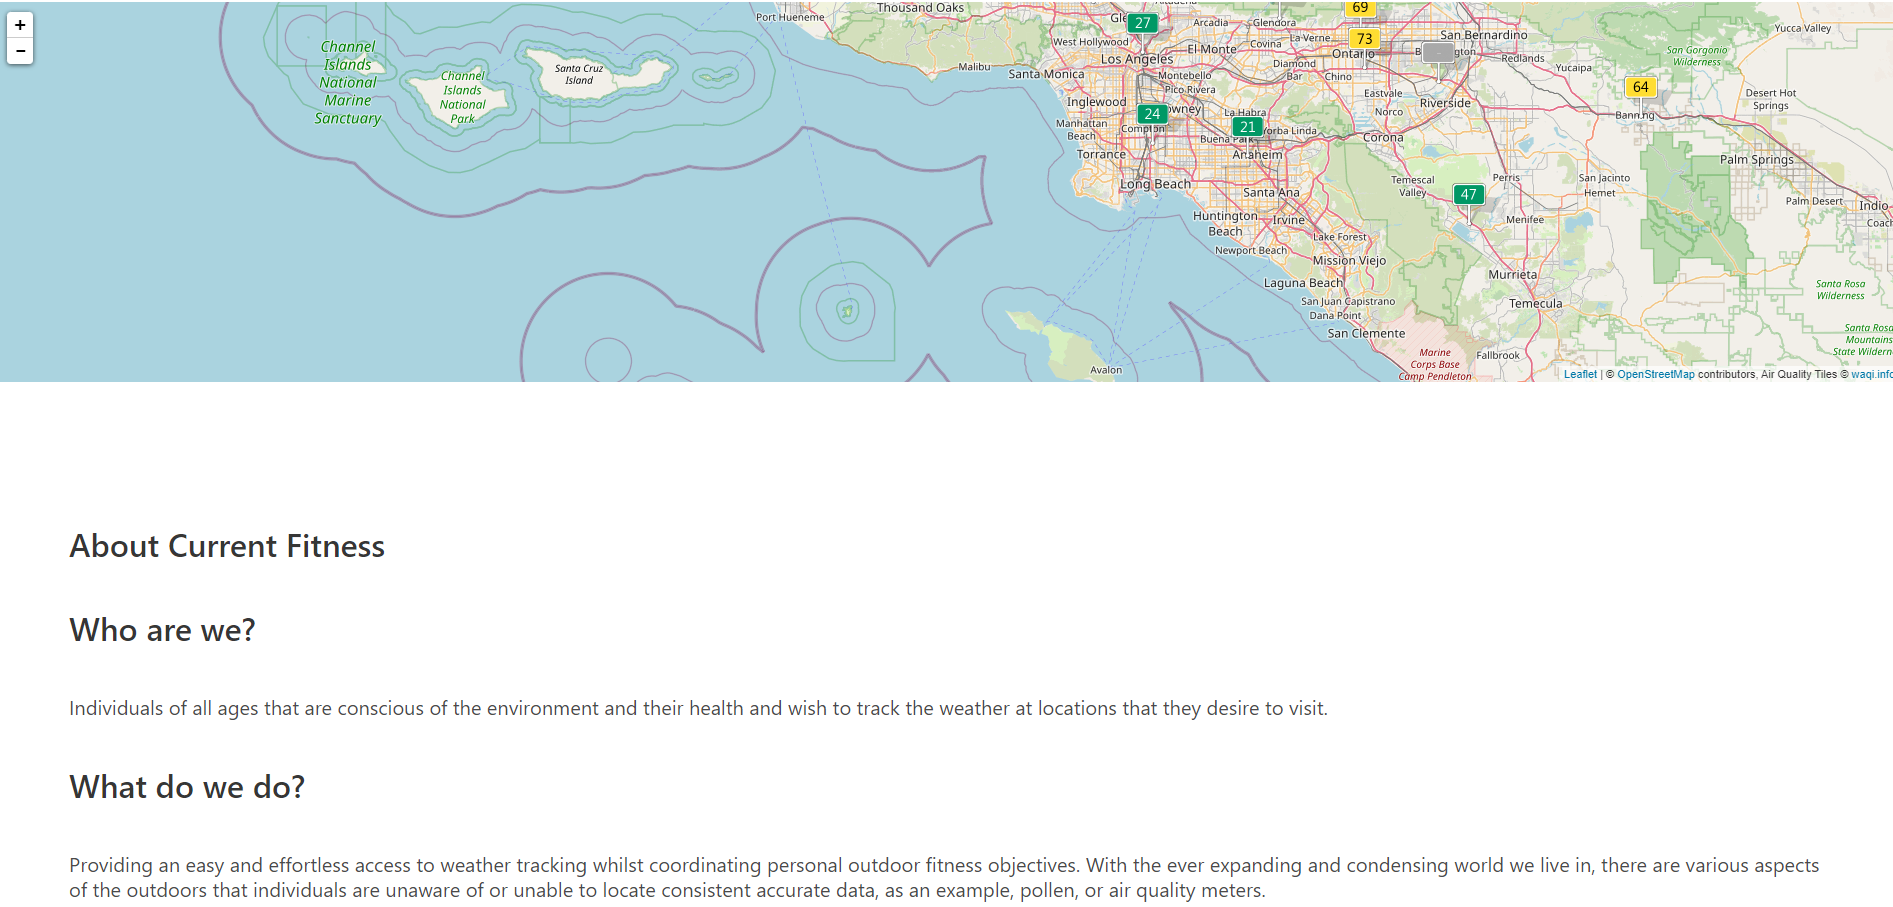 +
−
Channel
Islands
National
Marine
Sanctuary
Channel
Islands
National
Park
Santa Cruz
Island
Port Hueneme
Thousand Oaks
Malibu
27
West Hollywood
Los Angeles
Santa Monica
Arcadia
El Monte
Glendora
Covina
La Verne
69
73
Ontario
San Bernardino
Redlands
Yucaipa
San Gorgonio
Wilderness
Yucca Valley
Montebello
Pico Rivera
Diamond
Bar
Chino
Eastvale
Norco
Riverside
64
Banning
Desert Hot
Springs
Inglewood
24
Compton
Manhattan
Beach
Torrance
La Habra
21
Yorba Linda
Buena Park
Anaheim
Corona
Palm Springs
Long Beach
Santa Ana
Temescal
Valley
47
Perris
San Jacinto
Hemet
Palm Desert
Indio
Huntington
Beach
Irvine
Menifee
Newport Beach
Lake Forest
Mission Viejo
Laguna Beach
Murrieta
San Juan Capistrano
Dana Point
Temecula
Santa Rosa
Wilderness
San Clemente
Marine
Corps Base
Camp Pendleton
Fallbrook
Avalon
Leaflet | © OpenStreetMap contributors, Air Quality Tiles © waqi.info
About Current Fitness
Who are we?
Individuals of all ages that are conscious of the environment and their health and wish to track the weather at locations that they desire to visit.
What do we do?
Providing an easy and effortless access to weather tracking whilst coordinating personal outdoor fitness objectives. With the ever expanding and condensing world we live in, there are various aspects
of the outdoors that individuals are unaware of or unable to locate consistent accurate data, as an example, pollen, or air quality meters.